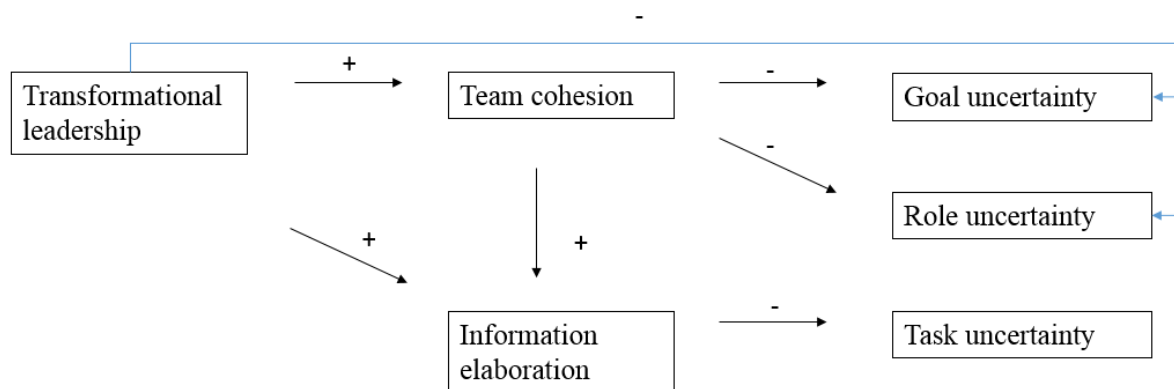 -
+
-
Transformational
leadership
Team cohesion
Goal uncertainty
-
Role uncertainty
+
+
-
Information
elaboration
Task uncertainty